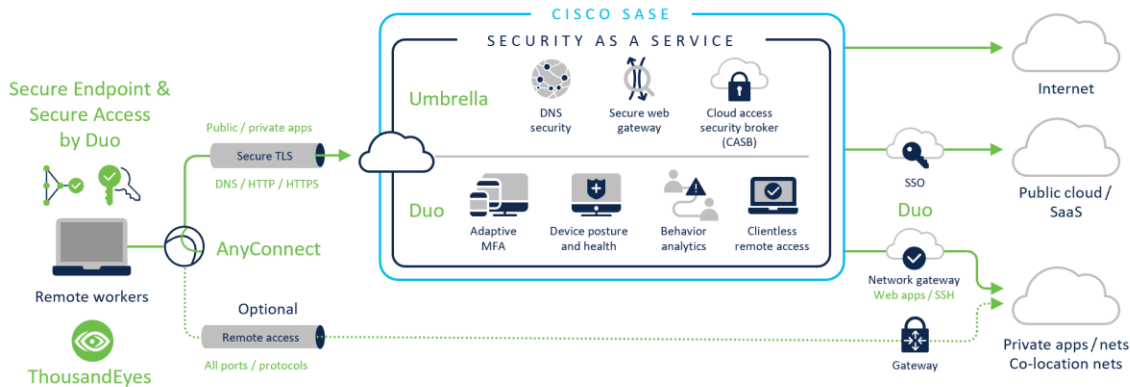 CISCO SASE
SECURITY AS A SERVICE
Secure Endpoint &
Secure Access
by Duo
Remote workers
ThousandEyes
AnyConnect
Public / private apps
Secure TLS
DNS / HTTP / HTTPS
Optional
Remote access
All ports / protocols
Umbrella
DNS
security
Secure web
gateway
Cloud access
security broker
(CASB)
Duo
Adaptive
MFA
Device posture
and health
Behavior
analytics
Clientless
remote access
Internet
SSO
Public cloud /
SaaS
Duo
Network gateway
Web apps / SSH
Gateway
Private apps / nets
Co-location nets